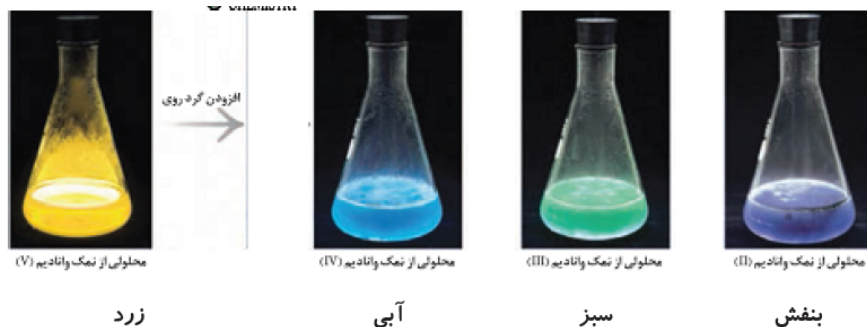 CHEMISTRY
افزودن گرد روی
محلولی از نمک وانادیم (V)
محلولی از نمک وانادیم (IV)
محلولی از نمک وانادیم (III)
محلولی از نمک وانادیم (II)
زرد
آبی
سبز
بنفش